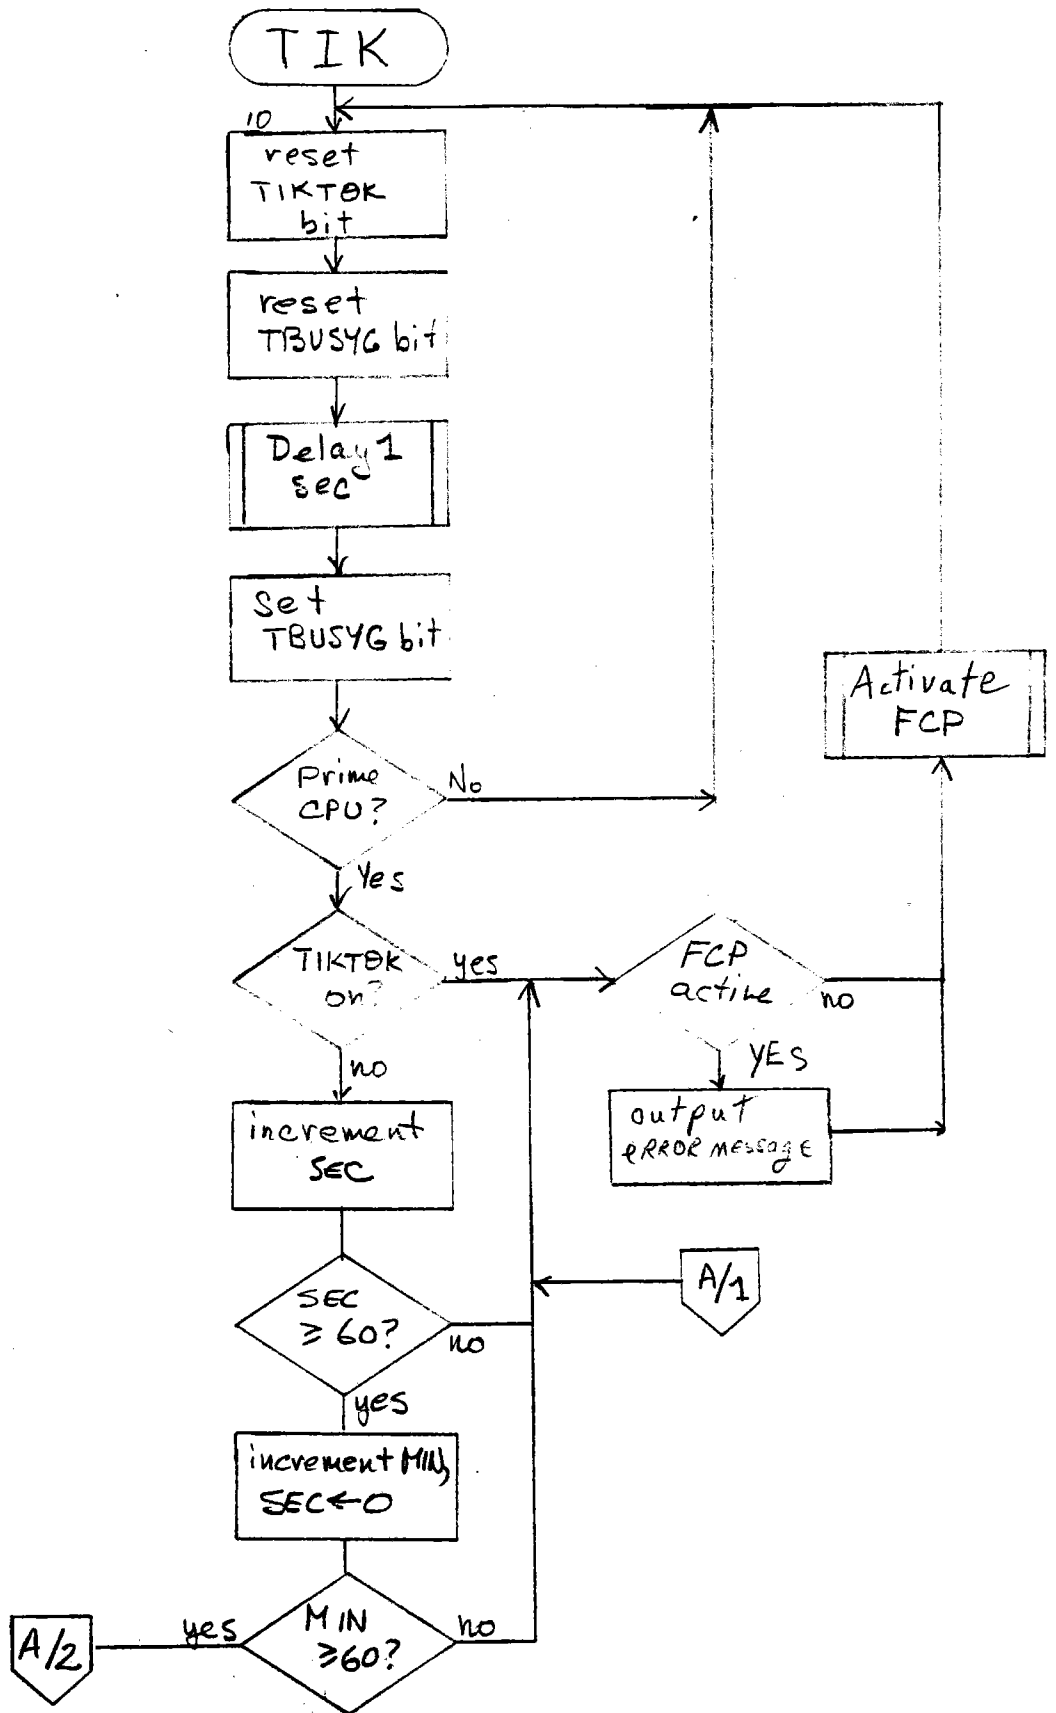 TIK
10
reset
TIKTOK
bit
reset
TBUSYG bit
Delay 1
sec
Set
TBUSYG bit
Activate
FCP
Prime
CPU?
No
Yes
TIKTOK
on?
yes
FCP
active
no
no
YES
increment
SEC
output
ERROR MESSAGE
A/1
SEC
≥ 60?
no
yes
increment MIN,
SEC←0
MIN
≥60?
yes
no
A/2